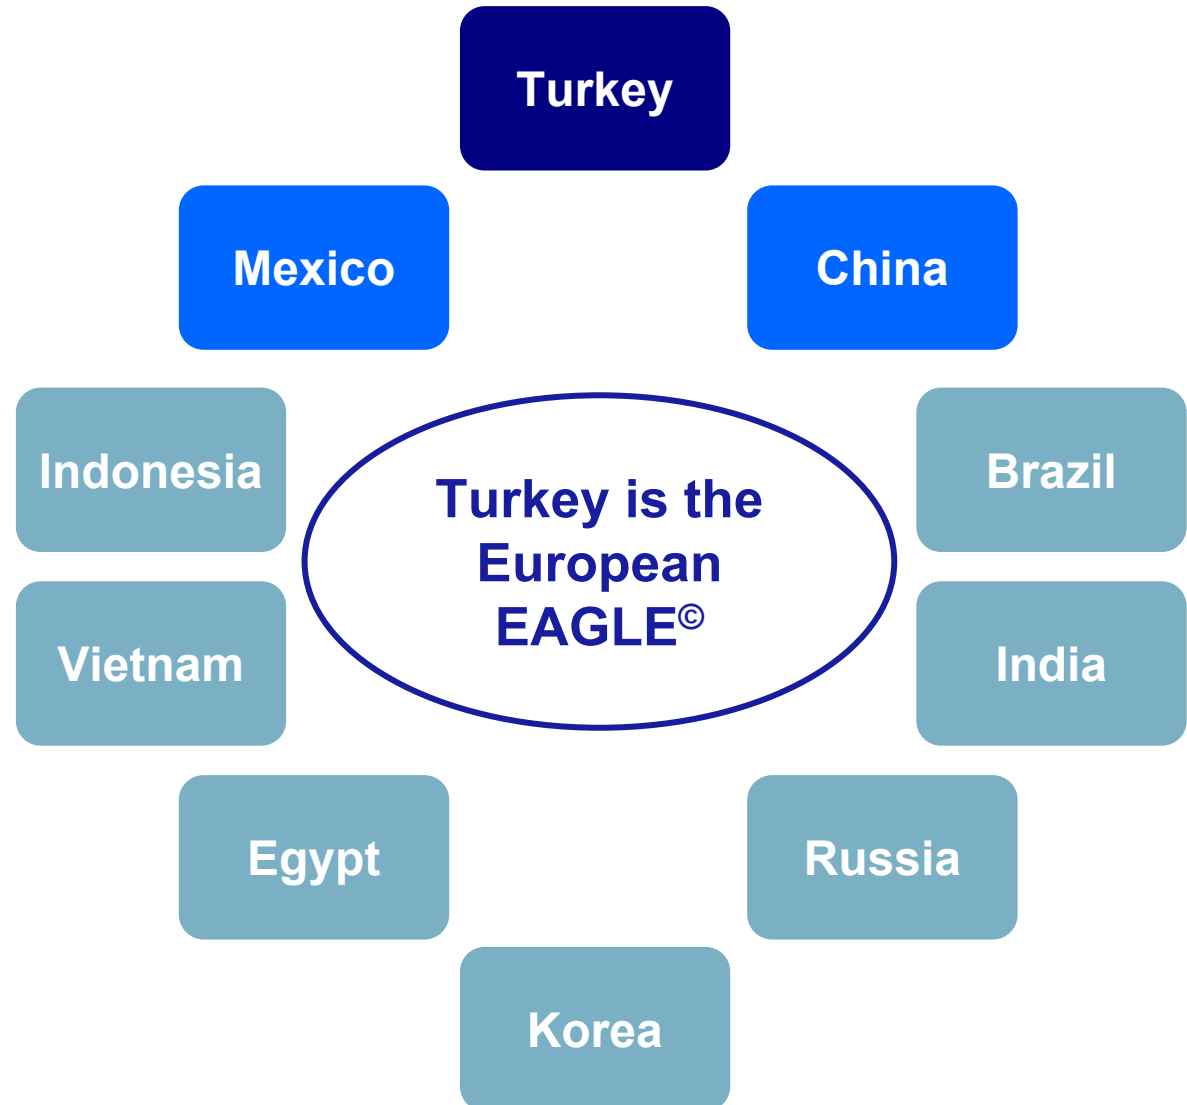 Turkey
Mexico
China
Indonesia
Brazil
Turkey is the
European
EAGLE©
Vietnam
India
Egypt
Russia
Korea